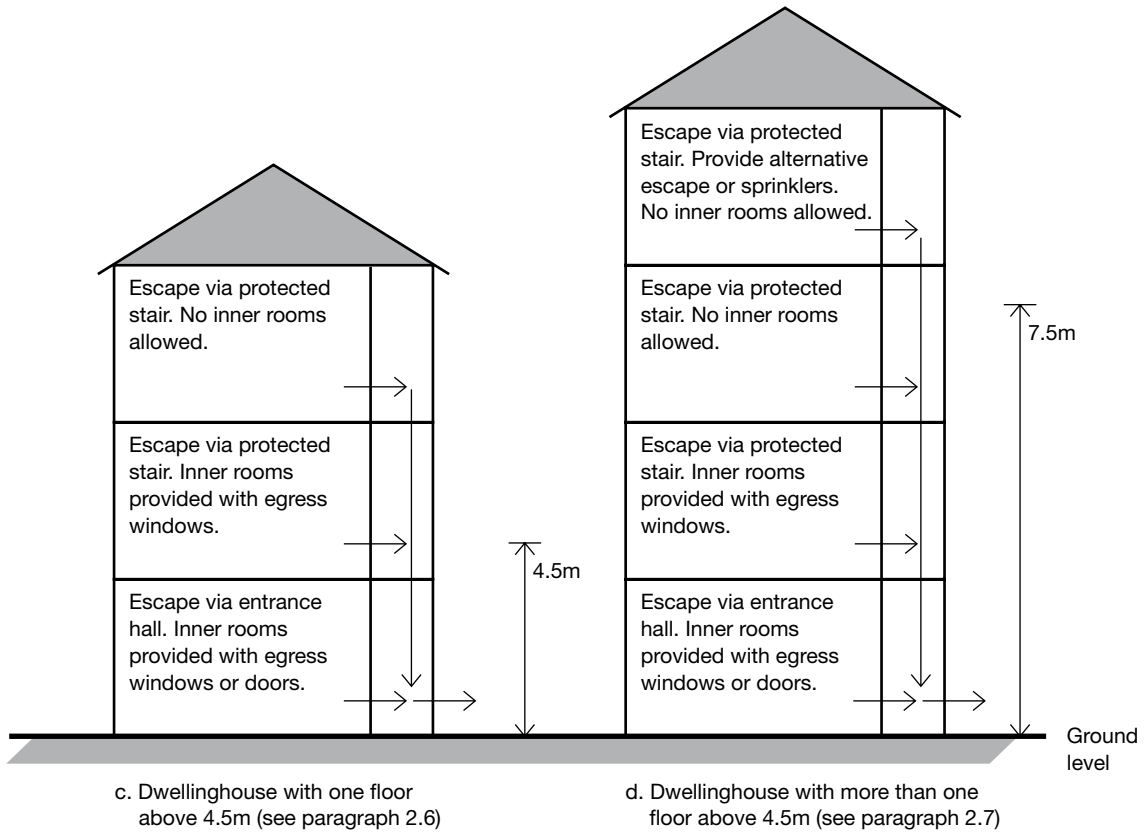 Escape via protected
stair. No inner rooms
allowed.
Escape via protected
stair. Inner rooms
provided with egress
windows.
Escape via entrance
hall. Inner rooms
provided with egress
windows or doors.
4.5m
c. Dwellinghouse with one floor
above 4.5m (see paragraph 2.6)
Escape via protected
stair. Provide alternative
escape or sprinklers.
No inner rooms allowed.
Escape via protected
stair. No inner rooms
allowed.
Escape via protected
stair. Inner rooms
provided with egress
windows.
Escape via entrance
hall. Inner rooms
provided with egress
windows or doors.
7.5m
Ground
level
d. Dwellinghouse with more than one
floor above 4.5m (see paragraph 2.7)